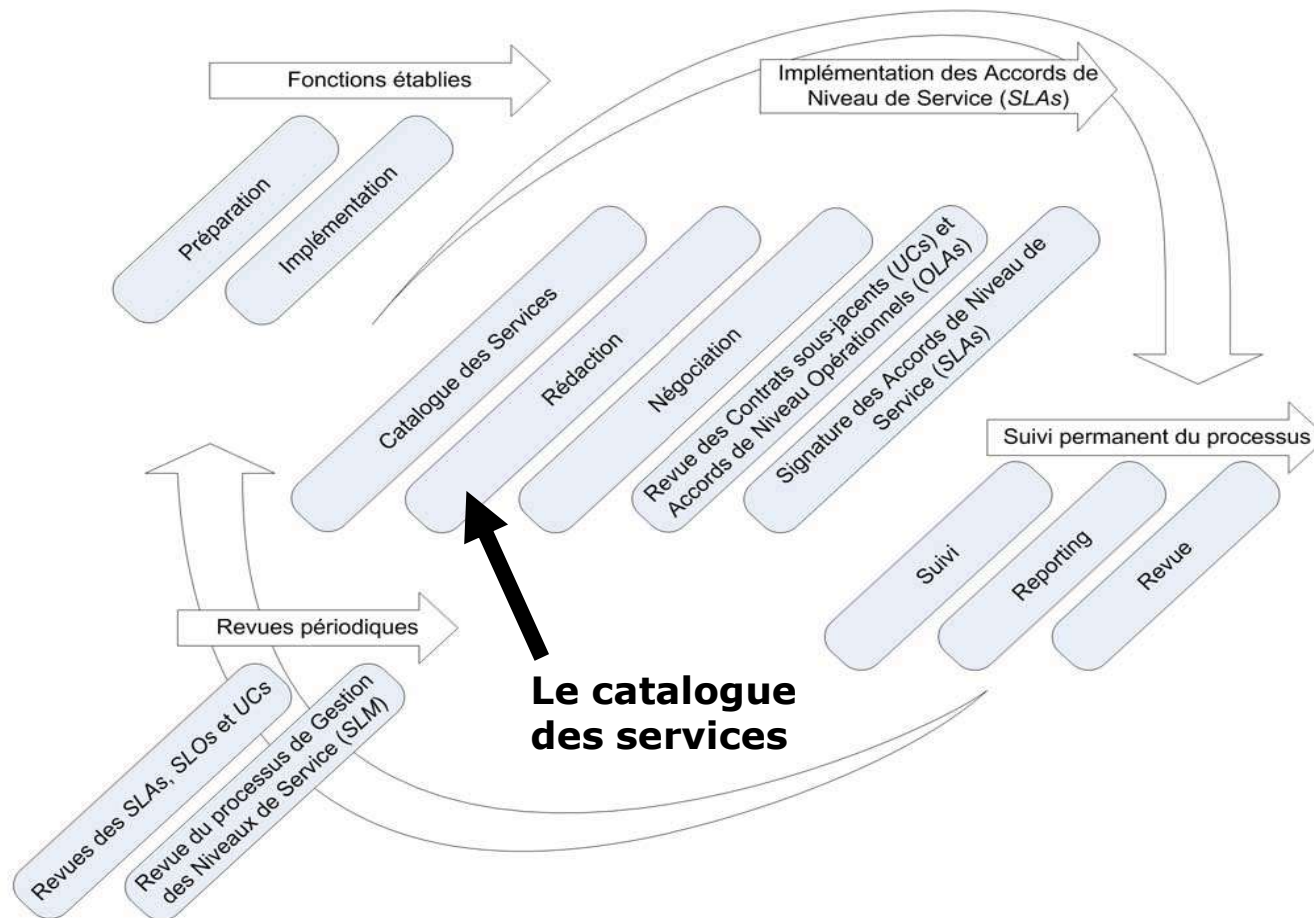 Fonctions établies
Implémentation des Accords de
Niveau de Service (SLAs)
Préparation
Implémentation
Catalogue des Services
Rédaction
Négociation
Revue des Contrats sous-jacents (UCs) et
Accords de Niveau Opérationnels (OLAs)
Signature des Accords de Niveau de
Service (SLAs)
Suivi permanent du processus
Suivi
Reporting
Revue
Revues périodiques
Revues des SLAs, SLOs et UCs
Revue du processus de Gestion
des Niveaux de Service (SLM)
Le catalogue
des services